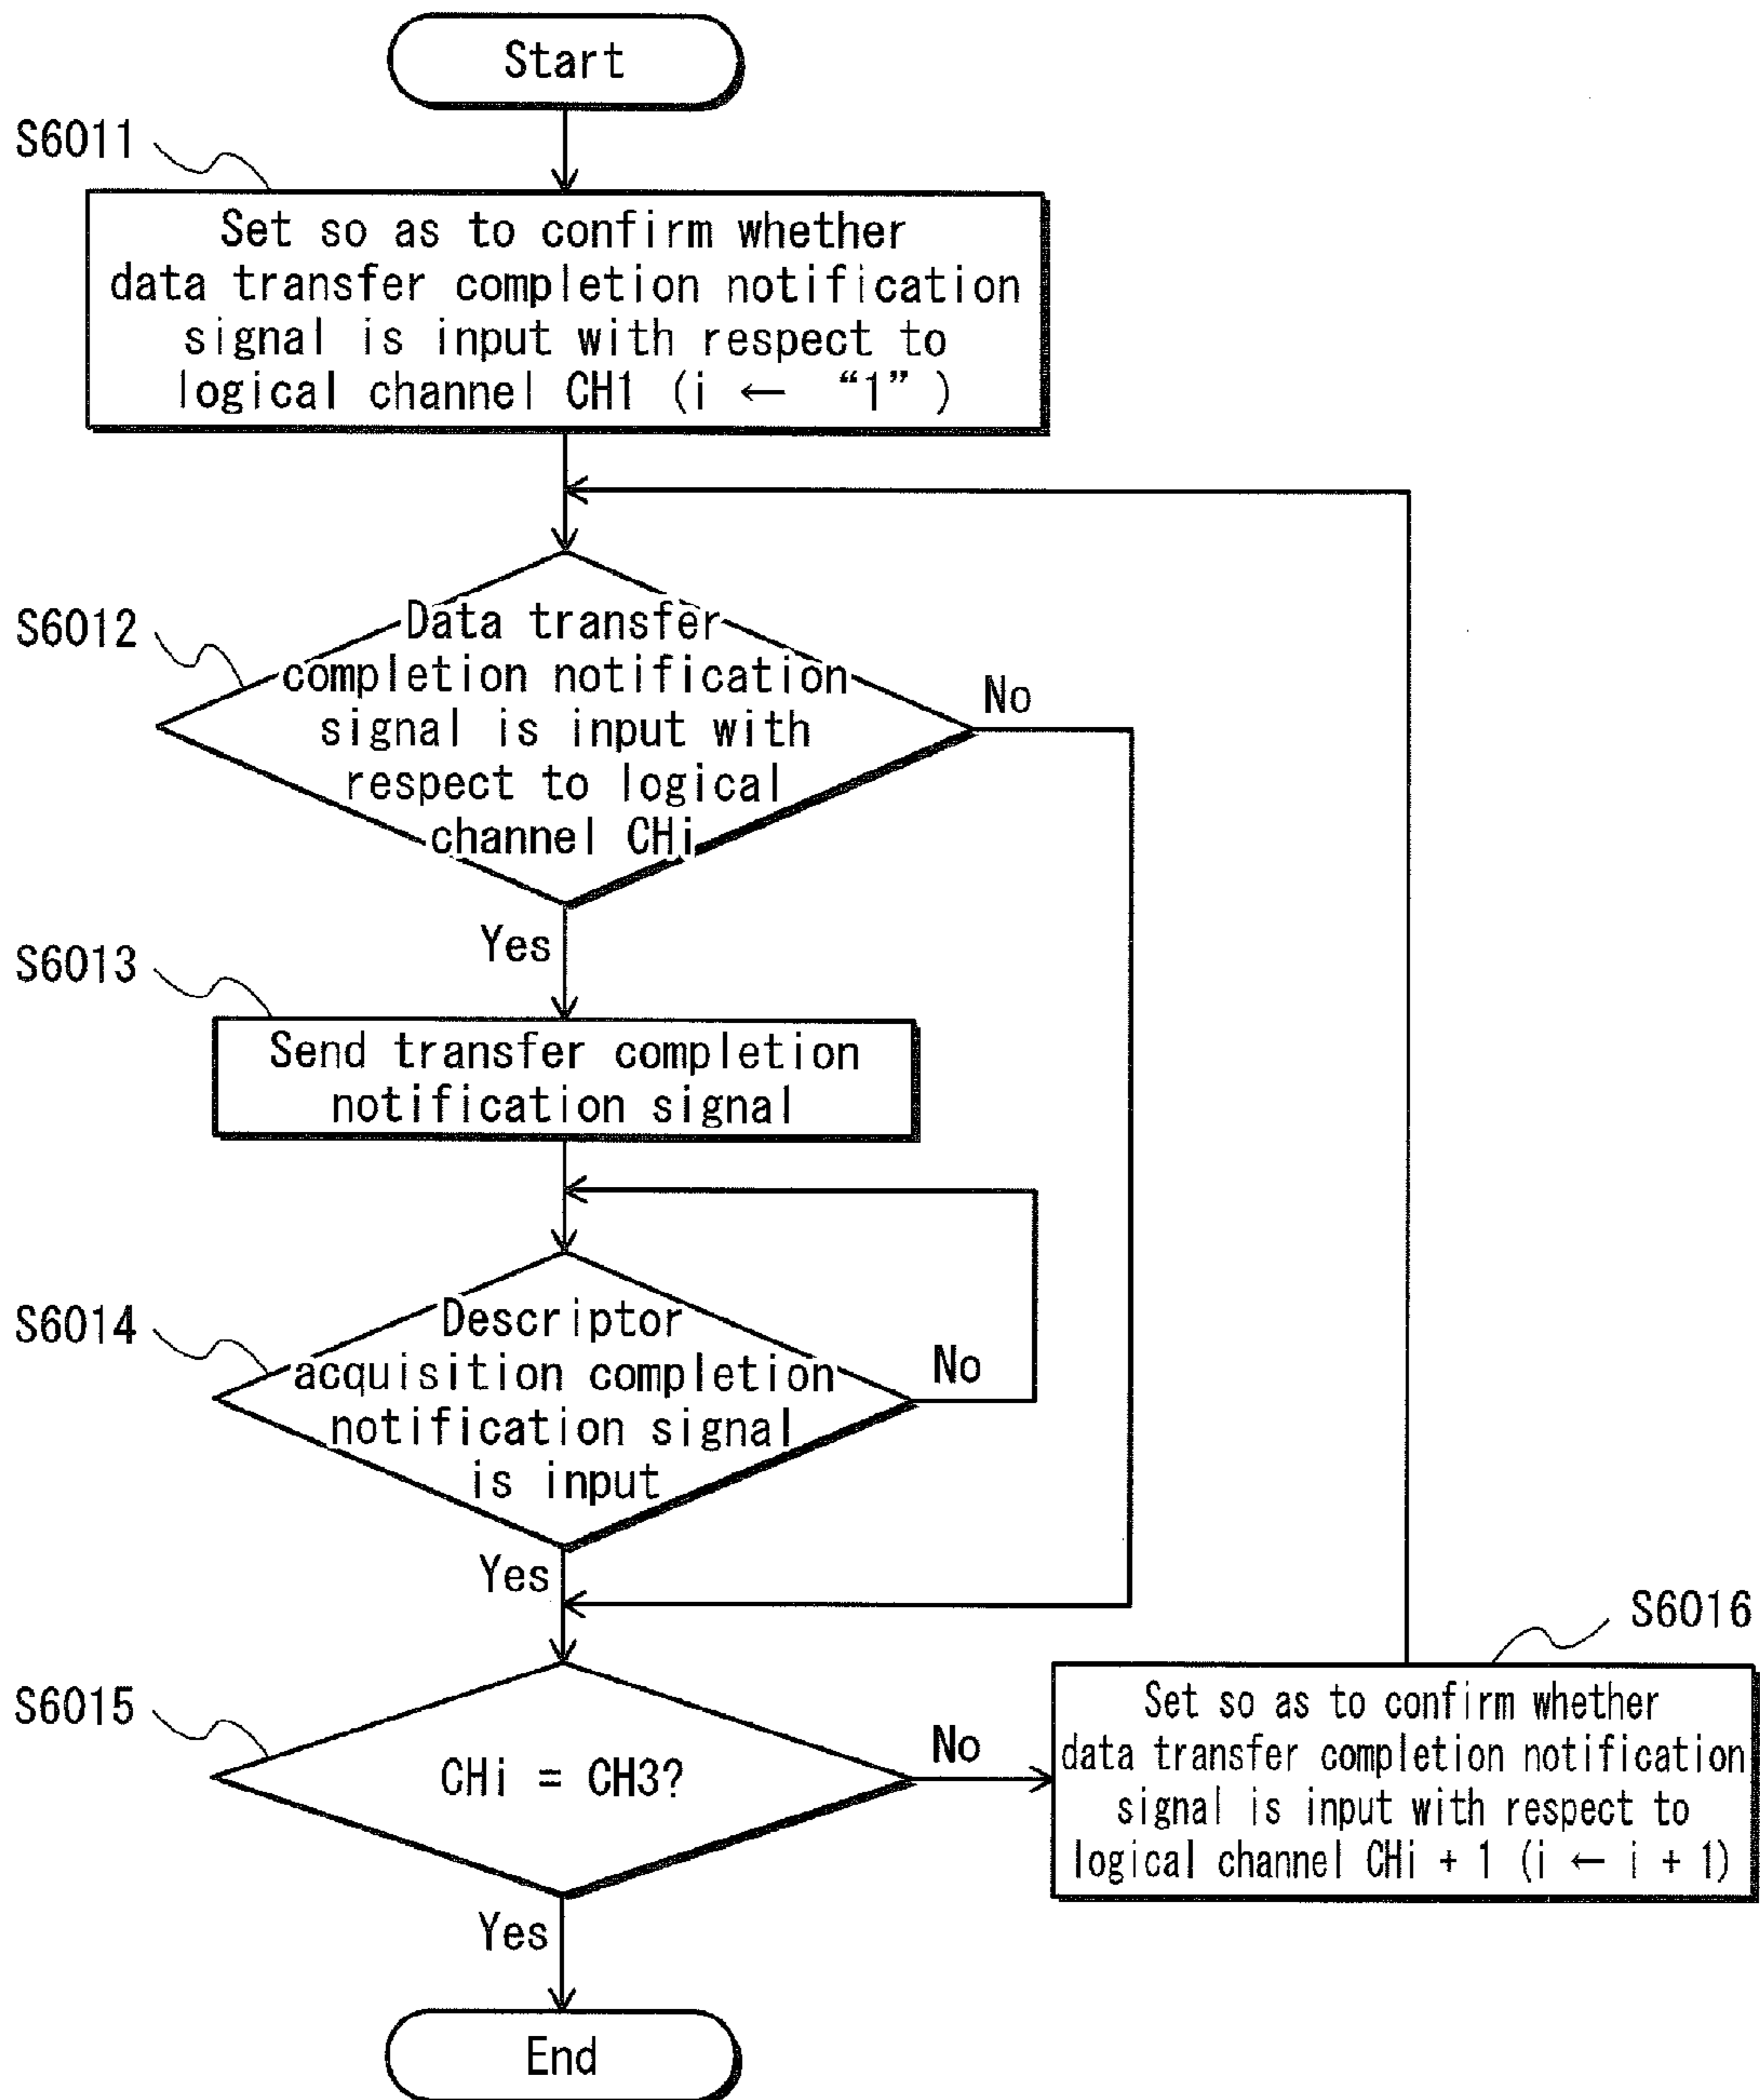 Start
S6011
Set so as to confirm whether
data transfer completion notification
signal is input with respect to
logical channel CH1 (i ← “1”)
S6012
Data transfer
completion notification
signal is input with
respect to logical
channel CHi
No
Yes
S6013
Send transfer completion
notification signal
S6014
Descriptor
acquisition completion
notification signal
is input
No
Yes
S6015
CHi = CH3?
No
S6016
Set so as to confirm whether
data transfer completion notification
signal is input with respect to
logical channel CHi + 1 (i ← i + 1)
Yes
End